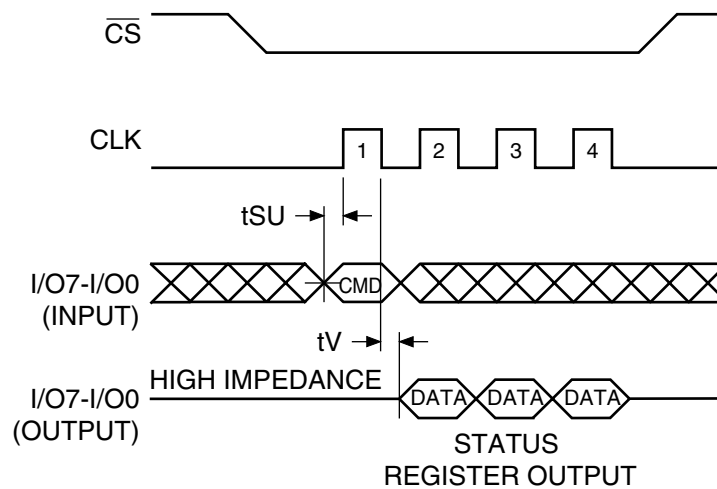 CS
CLK
1 2 3 4
tSU
I/O7-I/O0
(INPUT)
CMD
tV
HIGH IMPEDANCE
I/O7-I/O0
(OUTPUT)
DATA DATA DATA
STATUS
REGISTER OUTPUT